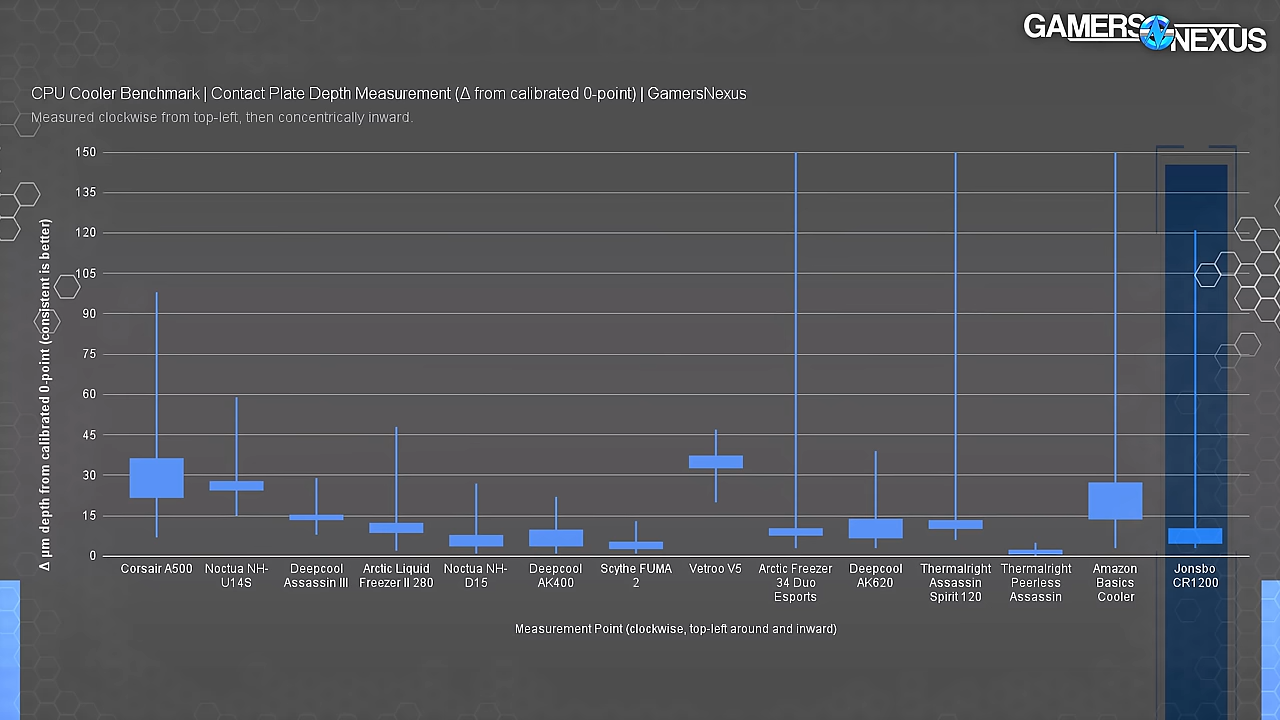 GAMERS NEXUS
CPU Cooler Benchmark | Contact Plate Depth Measurement (Δ from calibrated 0-point) | GamersNexus
Measured clockwise from top-left, then concentrically inward.
Δ µm depth from calibrated 0-point (consistent is better)
150
135
120
105
90
75
60
45
30
15
0
Corsair A500
Noctua NH-
U14S
Deepcool
Assassin III
Arctic Liquid
Freezer II 280
Noctua NH-
D15
Deepcool
AK400
Scythe FUMA
2
Vetroo V5
Arctic Freezer
34 Duo
Esports
Deepcool
AK620
Thermalright
Assassin
Spirit 120
Thermalright
Peerless
Assassin
Amazon
Basics
Cooler
Jonsbo
CR1200
Measurement Point (clockwise, top-left around and inward)